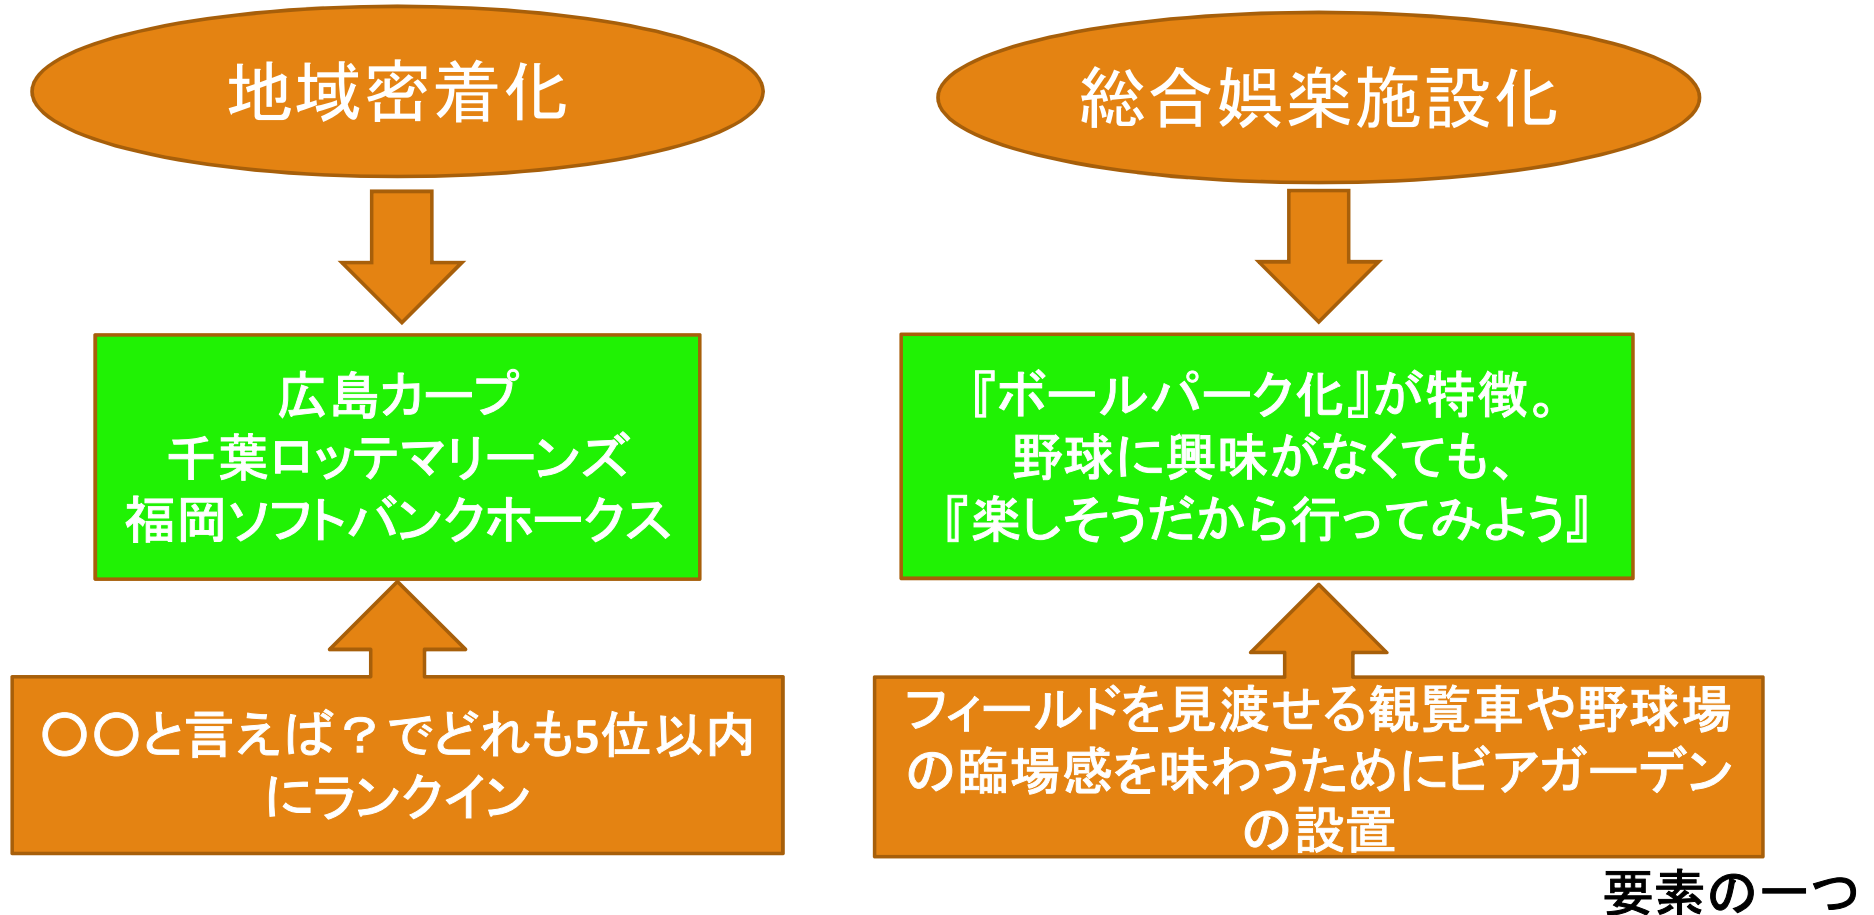 地域密着化
広島カープ
千葉ロッテマリーンズ
福岡ソフトバンクホークス
〇〇と言えば？でどれも5位以内
にランクイン
総合娯楽施設化
『ボールパーク化』が特徴。
野球に興味がなくても、
『楽しそうだから行ってみよう』
フィールドを見渡せる観覧車や野球場
の臨場感を味わうためにビアガーデン
の設置
要素の一つ